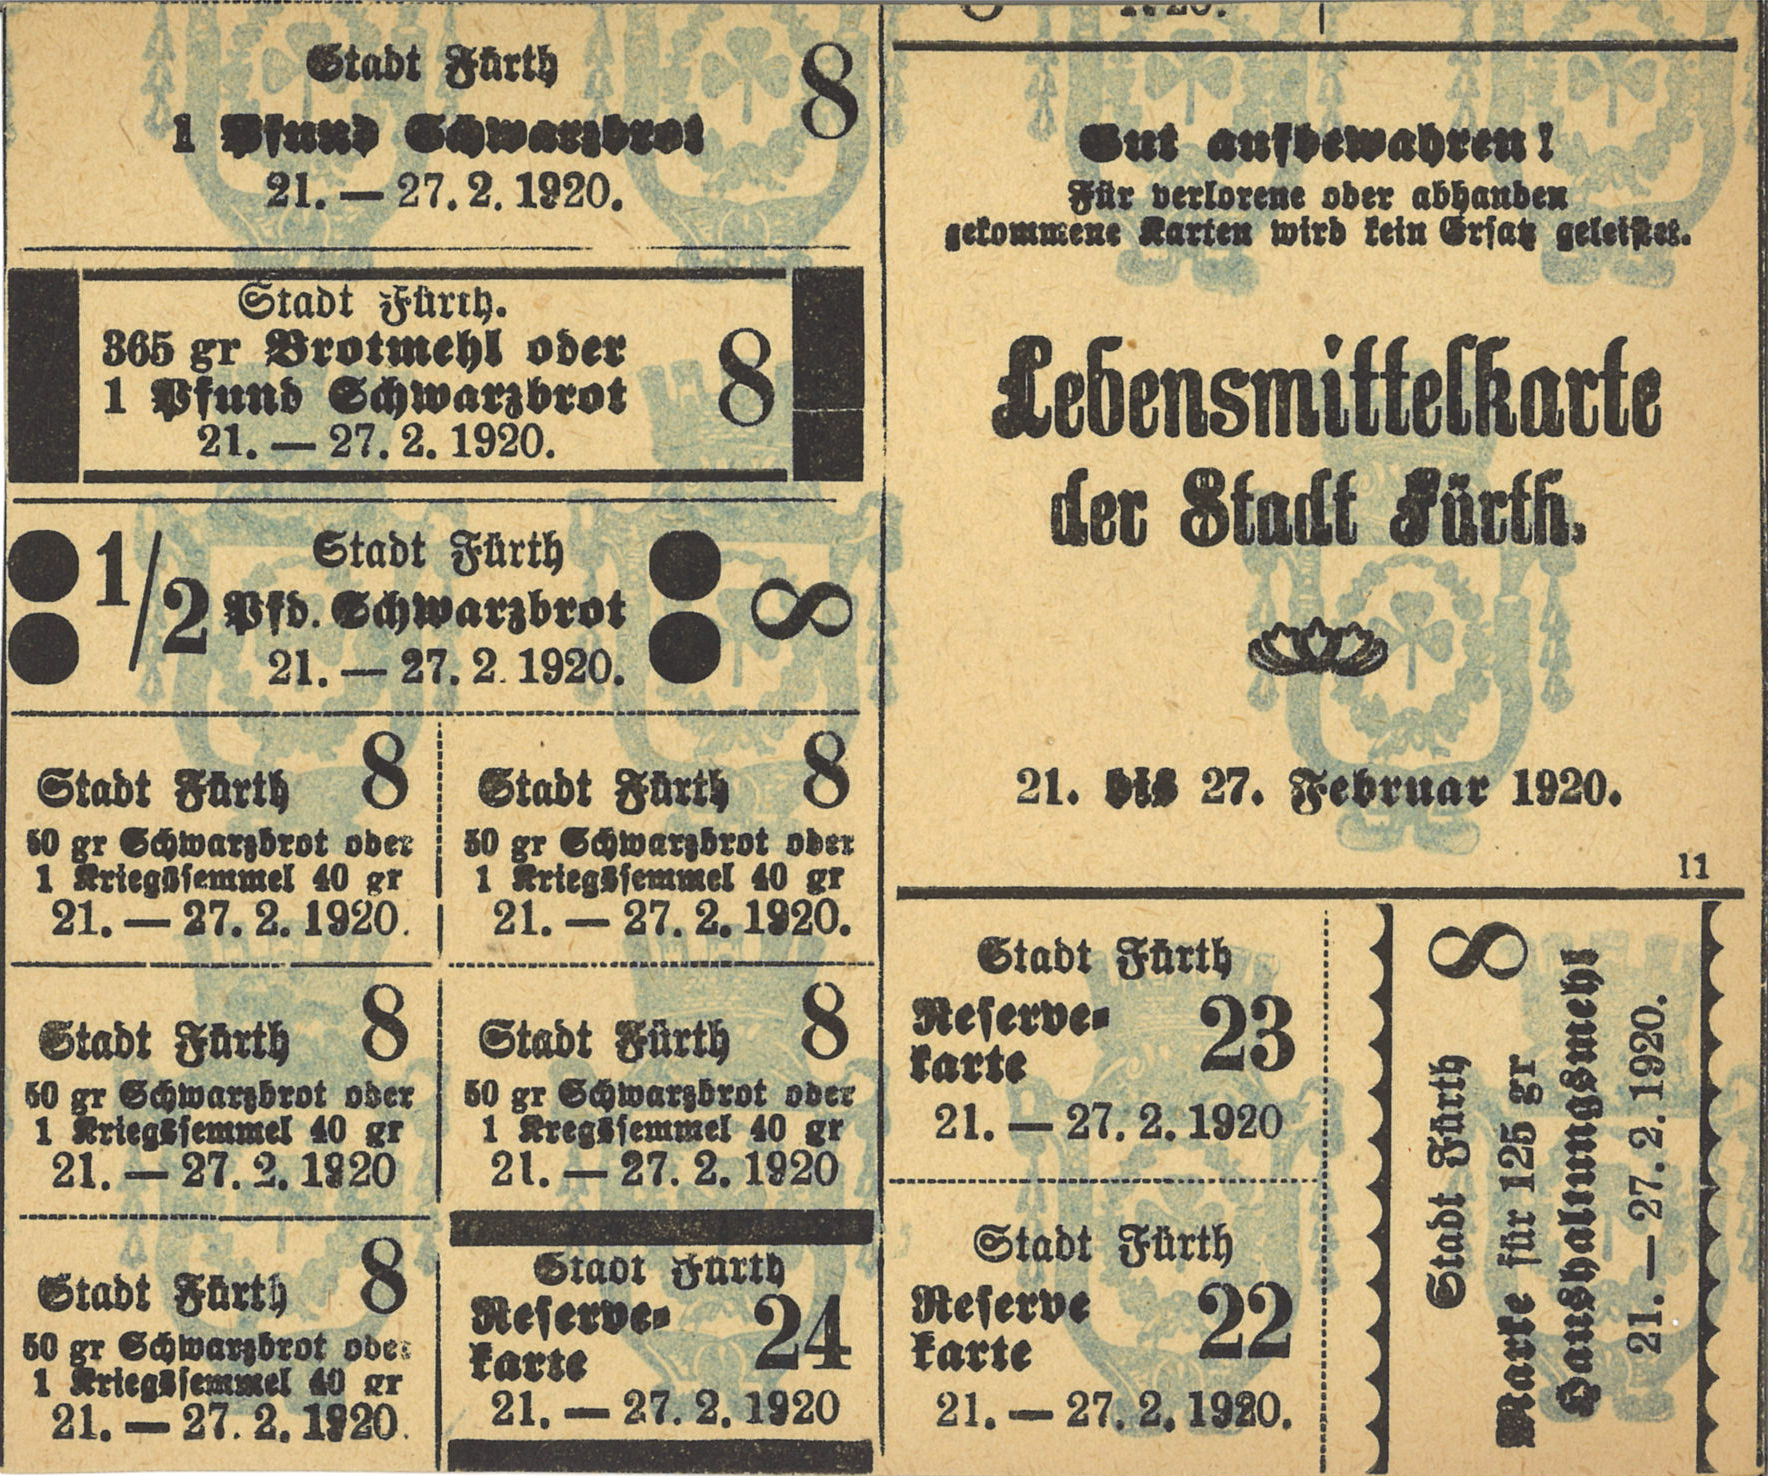 Stadt Fürth
8
1 Pfund Schwarzbrot
21. — 27. 2. 1920.
Stadt Fürth.
365 gr Brotmehl oder
1 Pfund Schwarzbrot
8
21. — 27. 2. 1920.
1/2
Stadt Fürth
Pfd. Schwarzbrot
8
21. — 27. 2. 1920.
Stadt Fürth 8
50 gr Schwarzbrot oder
1 Kriegssemmel 40 gr
21. — 27. 2. 1920.
Stadt Fürth 8
50 gr Schwarzbrot oder
1 Kriegssemmel 40 gr
21. — 27. 2. 1920.
Stadt Fürth 8
50 gr Schwarzbrot oder
1 Kriegssemmel 40 gr
21. — 27. 2. 1920
Stadt Fürth 8
50 gr Schwarzbrot oder
1 Kregssemmel 40 gr
21. — 27. 2. 1920
Stadt Fürth 8
50 gr Schwarzbrot oder
1 Kriegssemmel 40 gr
21. — 27. 2. 1920.
Stadt Fürth
Reserve-
karte
24
21. — 27. 2. 1920
Gut aufbewahren!
Für verlorene oder abhanden
gekommene Karten wird kein Ersatz geleistet.
Lebensmittelkarte
der Stadt Fürth.
21. bis 27. Februar 1920.
11
Stadt Fürth
Reserve-
karte
23
21. — 27. 2. 1920
Stadt Fürth
Reserve
karte
22
21. — 27. 2. 1920.
Stadt Fürth 8
Marke für 125 gr
Haushaltungsmehl
21. — 27. 2. 1920.